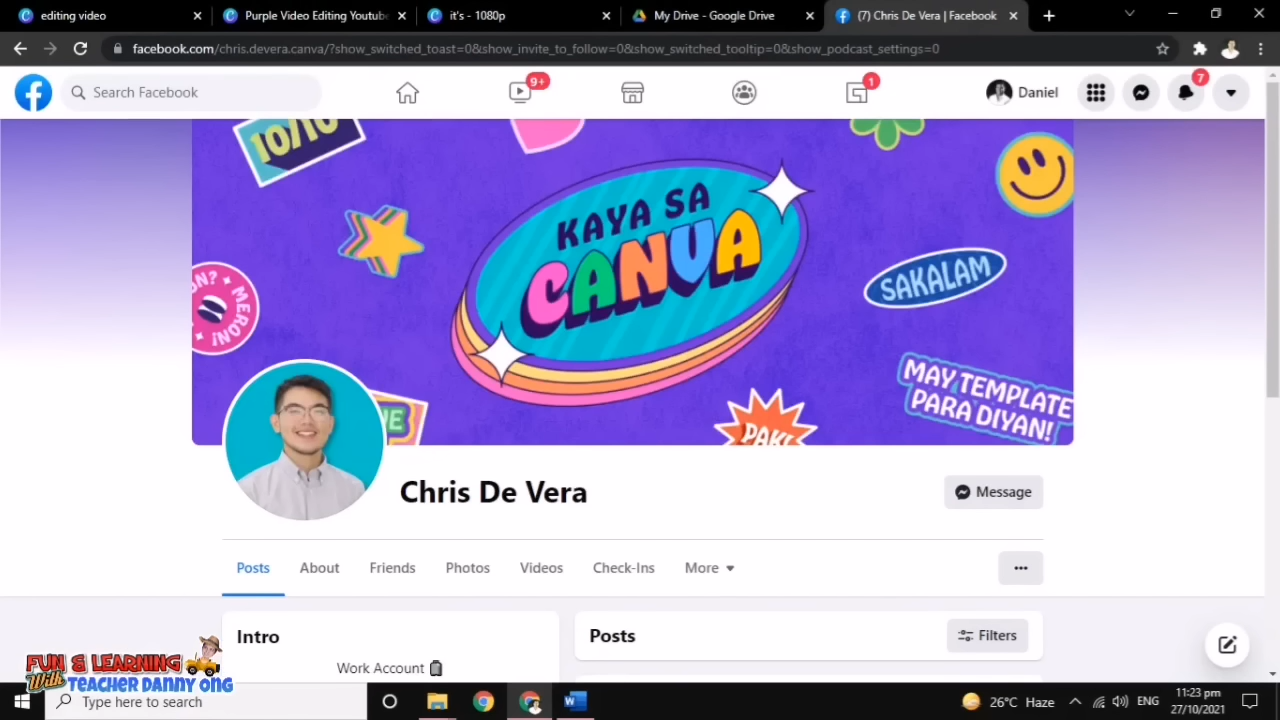 editing video
Purple Video Editing Youtube
it's - 1080p
My Drive - Google Drive
(7) Chris De Vera | Facebook
facebook.com/chris.devera.canva/?show_switched_toast=0&show_invite_to_follow=0&show_switched_tooltip=0&show_podcast_settings=0
Search Facebook
9+
1
Daniel
7
10/10
KAYA SA
CANVA
MERON!
SAKALAM
MAY TEMPLATE
PARA DIYAN!
PAK!
Chris De Vera
Message
Posts
About
Friends
Photos
Videos
Check-Ins
More
Intro
Posts
Filters
Work Account
FUN & LEARNING
With TEACHER DANNY ONG
Type here to search
26°C Haze
ENG
11:23 pm
27/10/2021